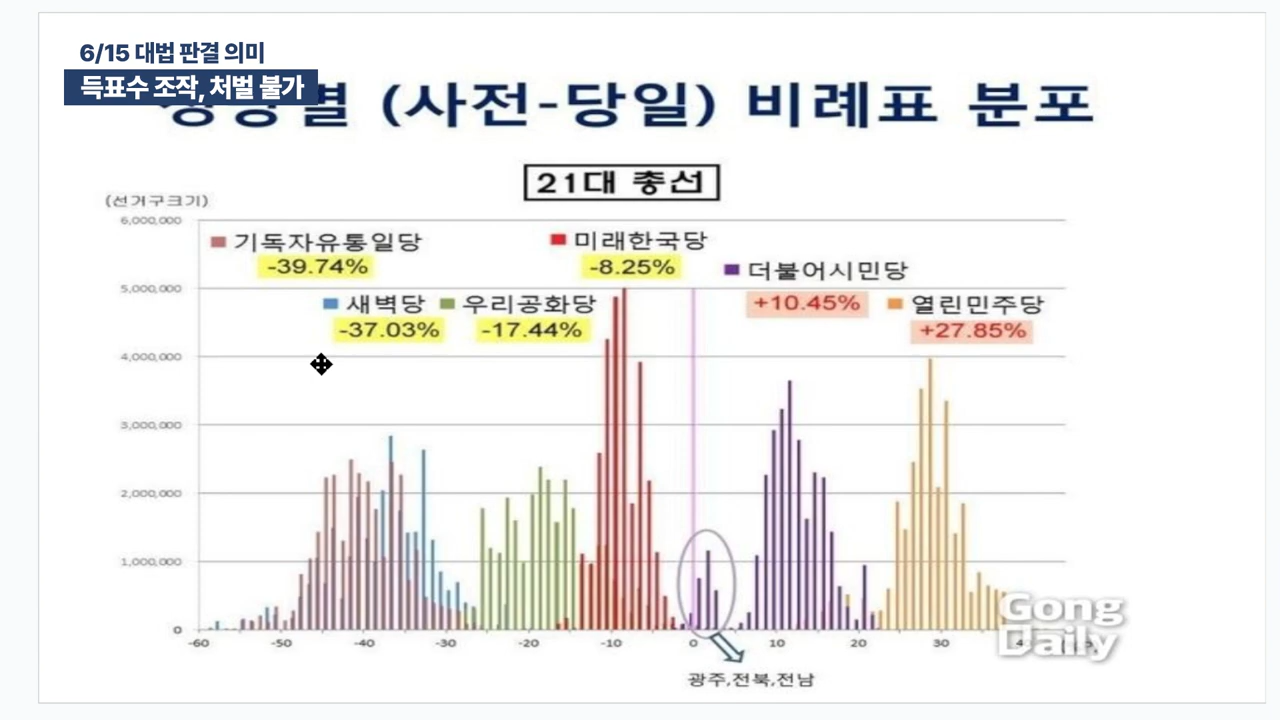 6/15 대법 판결 의미
득표수 조작, 처벌 불가
(사전-당일) 비례표 분포
21대 총선
(선거구크기)
6,000,000
기독자유통일당
미래한국당
-39.74%
-8.25%
더불어시민당
5,000,000
+10.45%
새벽당
우리공화당
열린민주당
-37.03%
-17.44%
+27.85%
4,000,000
3,000,000
2,000,000
1,000,000
0
-60 -50 -40 -30 -20 -10 0 10 20 30
광주,전북,전남
Gong
Daily